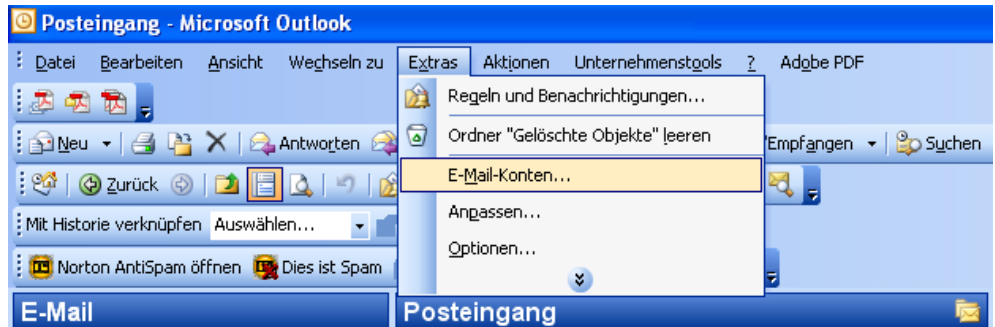 Posteingang - Microsoft Outlook
Datei Bearbeiten Ansicht Wechseln zu Extras Aktionen Unternehmenstools ? Adobe PDF
Regeln und Benachrichtigungen...
Neu Antworten Ordner "Gelöschte Objekte" leeren Empfangen Suchen
Zurück E-Mail-Konten...
Mit Historie verknüpfen Auswählen... Anpassen...
Optionen...
Norton AntiSpam öffnen Dies ist Spam
E-Mail Posteingang